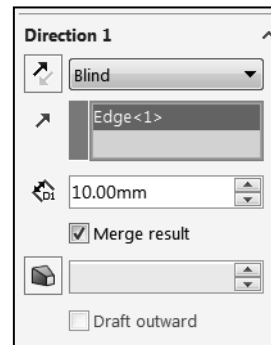 Direction 1
Blind
Edge<1>
D1
10.00mm
Merge result
Draft outward